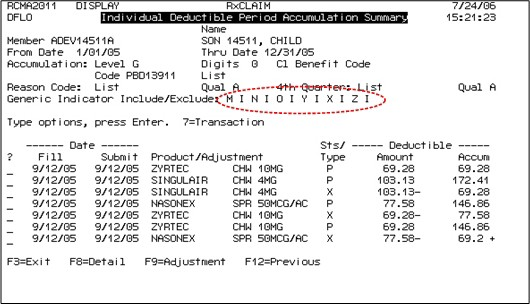 RCMA2011 DISPLAY RxCLAIM 7/24/06
DFLO Individual Deductible Period Accumulation Summary 15:21:23
Name
Member ADEV14511A SON 14511, CHILD
From Date 1/01/05 Thru Date 12/31/05
Accumulation: Level G Digits 0 Cl Benefit Code
Code PBD13911 List
Reason Code: List Qual A 4th Quarter: List Qual A
Generic Indicator Include/Exclude: M I N I O I Y I X I Z I
Type options, press Enter. 7=Transaction
------ Date ------ Sts/ ----- Deductible -----
? Fill Submit Product/Adjustment Type Amount Accum
_ 9/12/05 9/12/05 ZYRTEC CHW 10MG P 69.28 69.28
_ 9/12/05 9/12/05 SINGULAIR CHW 4MG P 103.13 172.41
_ 9/12/05 9/12/05 SINGULAIR CHW 4MG X 103.13- 69.28
_ 9/12/05 9/12/05 NASONEX SPR 50MCG/AC P 77.58 146.86
_ 9/12/05 9/12/05 ZYRTEC CHW 10MG X 69.28- 77.58
_ 9/12/05 9/12/05 ZYRTEC CHW 10MG P 69.28 146.86
_ 9/12/05 9/12/05 NASONEX SPR 50MCG/AC X 77.58- 69.2 +
F3=Exit F8=Detail F9=Adjustment F12=Previous